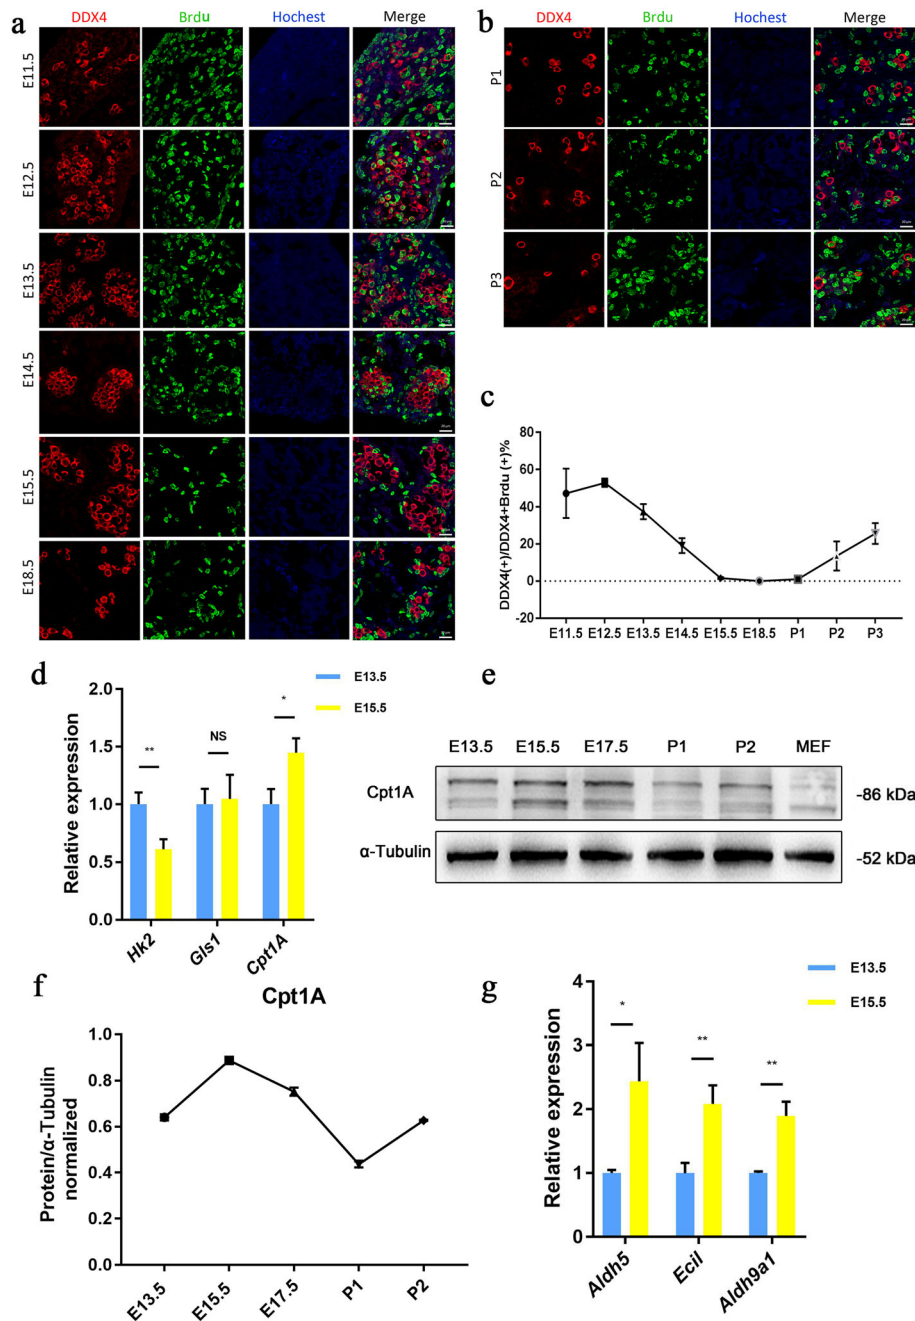 a
DDX4 Brdu Hochest Merge
E11.5
E12.5
E13.5
E14.5
E15.5
E18.5
b
DDX4 Brdu Hochest Merge
P1
P2
P3
c
DDX4(+)/DDX4+Brdu (+)%
80
60
40
20
0
-20
E11.5 E12.5 E13.5 E14.5 E15.5 E18.5 P1 P2 P3
d
E13.5
E15.5
Relative expression
2.0
1.5
1.0
0.5
0.0
** NS *
Hk2 Gls1 Cpt1A
e
E13.5 E15.5 E17.5 P1 P2 MEF
Cpt1A -86 kDa
α-Tubulin -52 kDa
f
Cpt1A
Protein/α-Tubulin
normalized
1.0
0.8
0.6
0.4
0.2
0.0
E13.5 E15.5 E17.5 P1 P2
g
E13.5
E15.5
Relative expression
4
3
2
1
0
* ** **
Aldh5 Ecil Aldh9a1